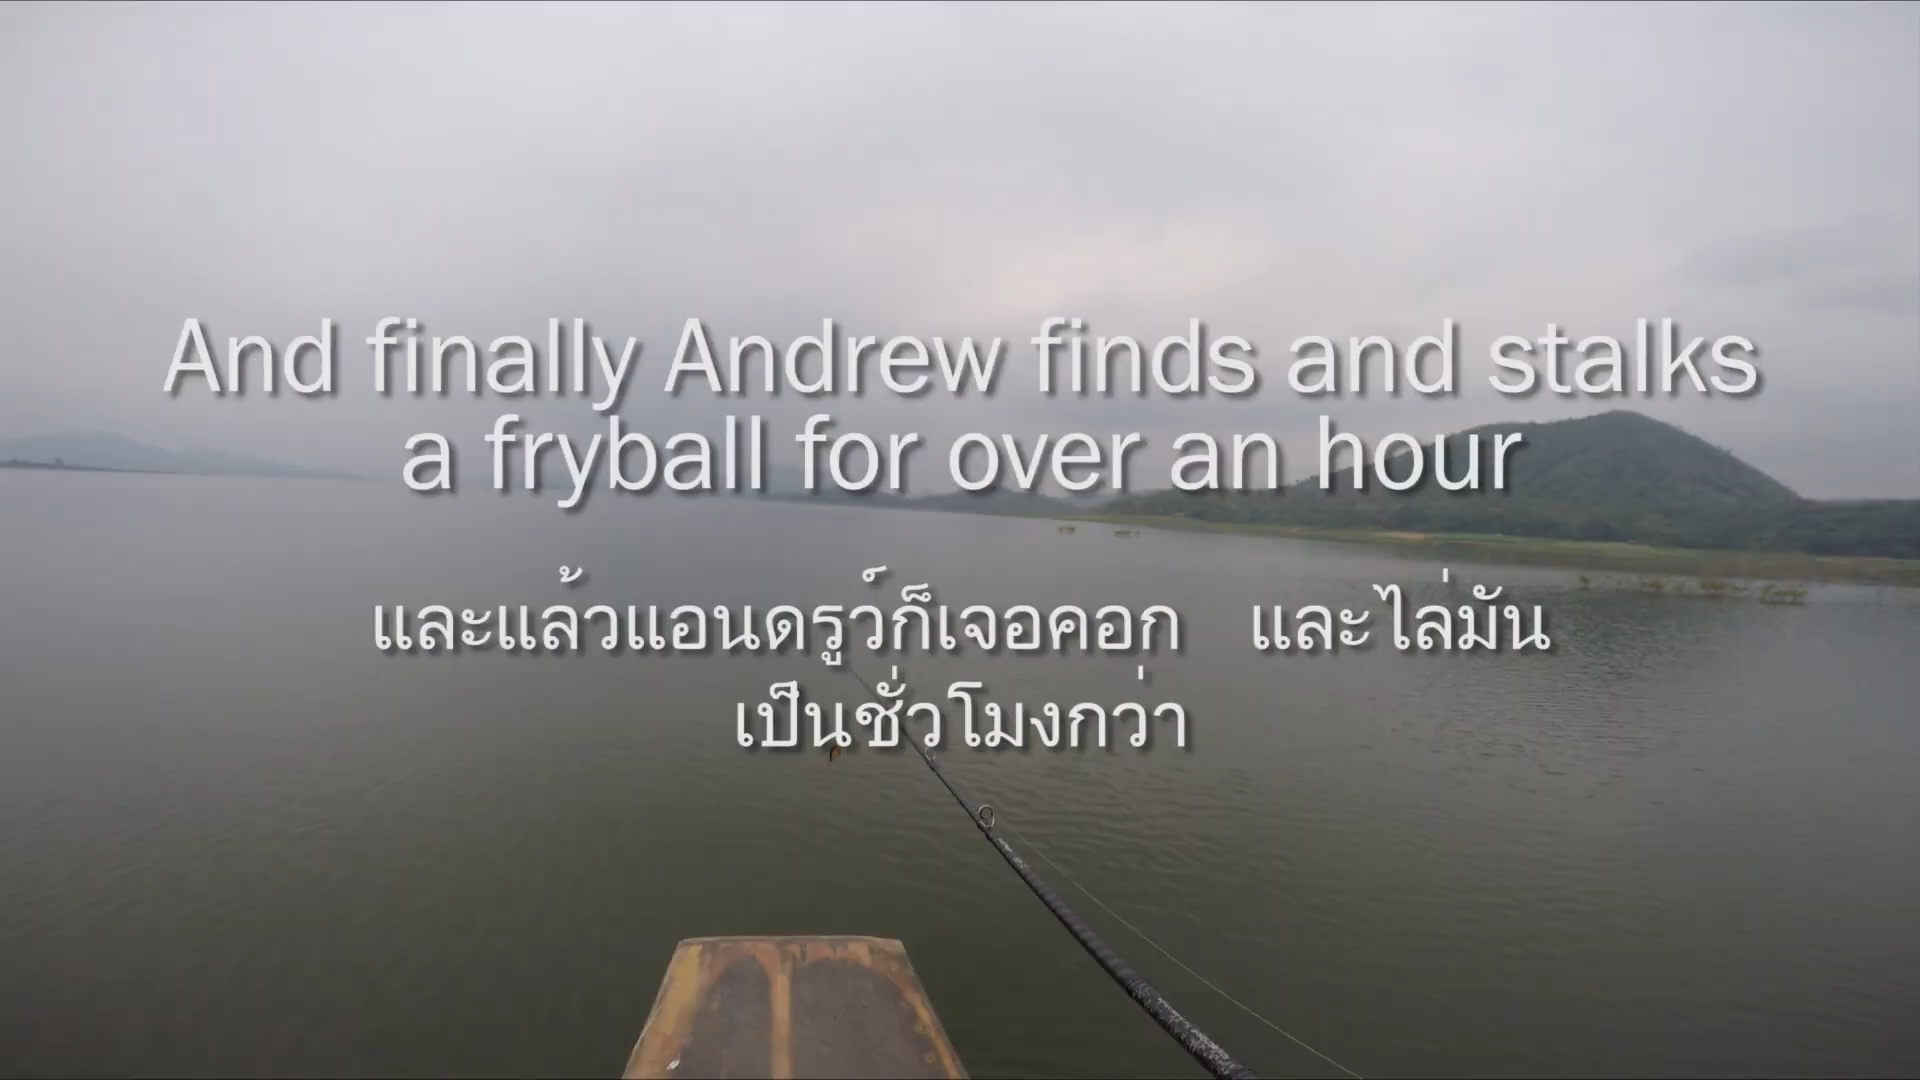 And finally Andrew finds and stalks
a fryball for over an hour
และแล้วแอนดรูว์ก็เจอคอก และไล่มัน
เป็นชั่วโมงกว่า